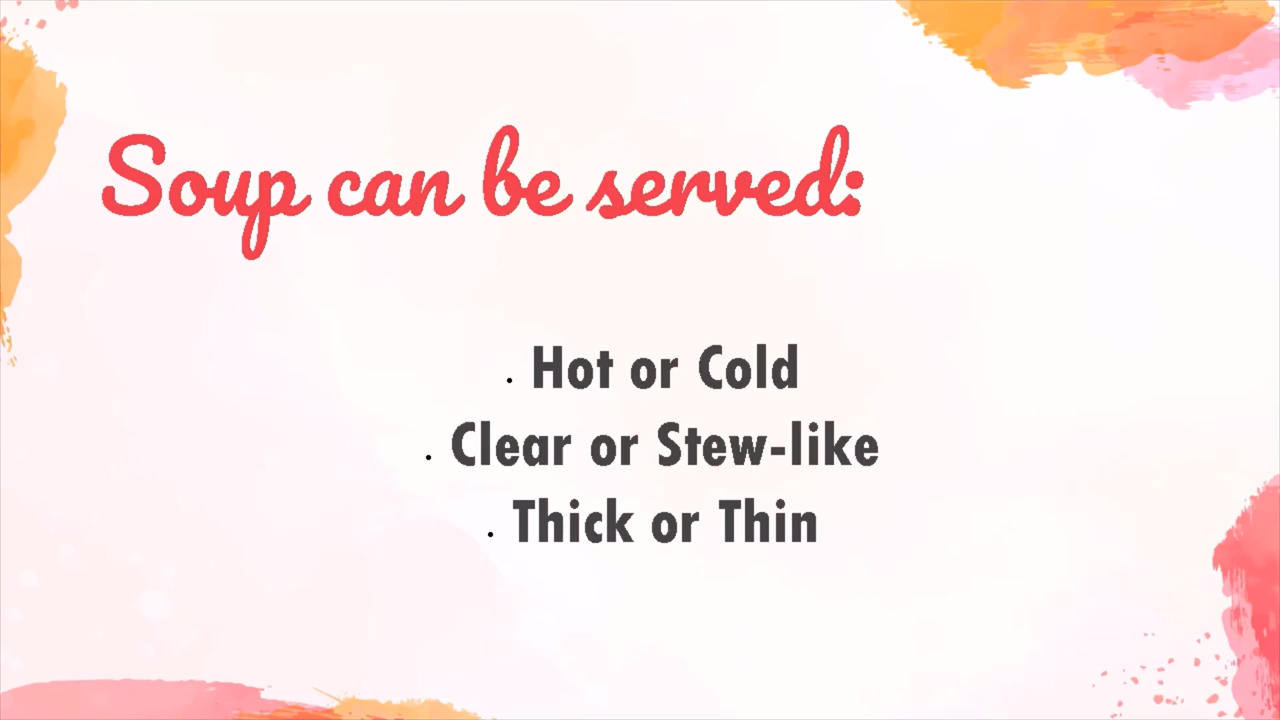 Soup can be served:
. Hot or Cold
. Clear or Stew-like
. Thick or Thin